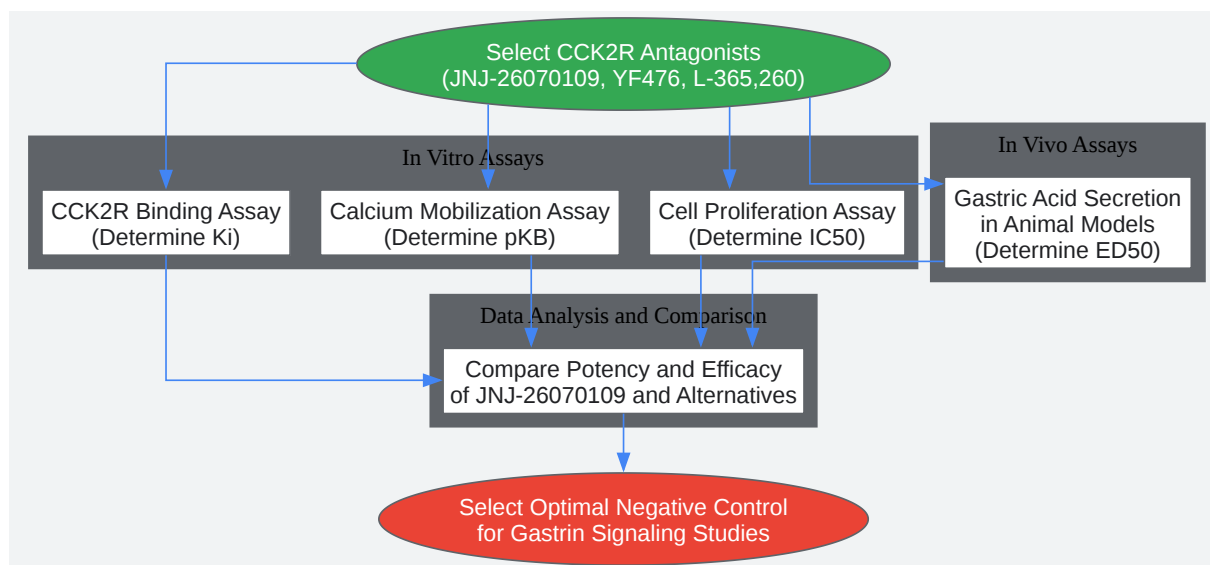 Select CCK2R Antagonists
(JNJ-26070109, YF476, L-365,260)
In Vitro Assays
In Vivo Assays
CCK2R Binding Assay
(Determine Ki)
Calcium Mobilization Assay
(Determine pKB)
Cell Proliferation Assay
(Determine IC50)
Gastric Acid Secretion
in Animal Models
(Determine ED50)
Data Analysis and Comparison
Compare Potency and Efficacy
of JNJ-26070109 and Alternatives
Select Optimal Negative Control
for Gastrin Signaling Studies